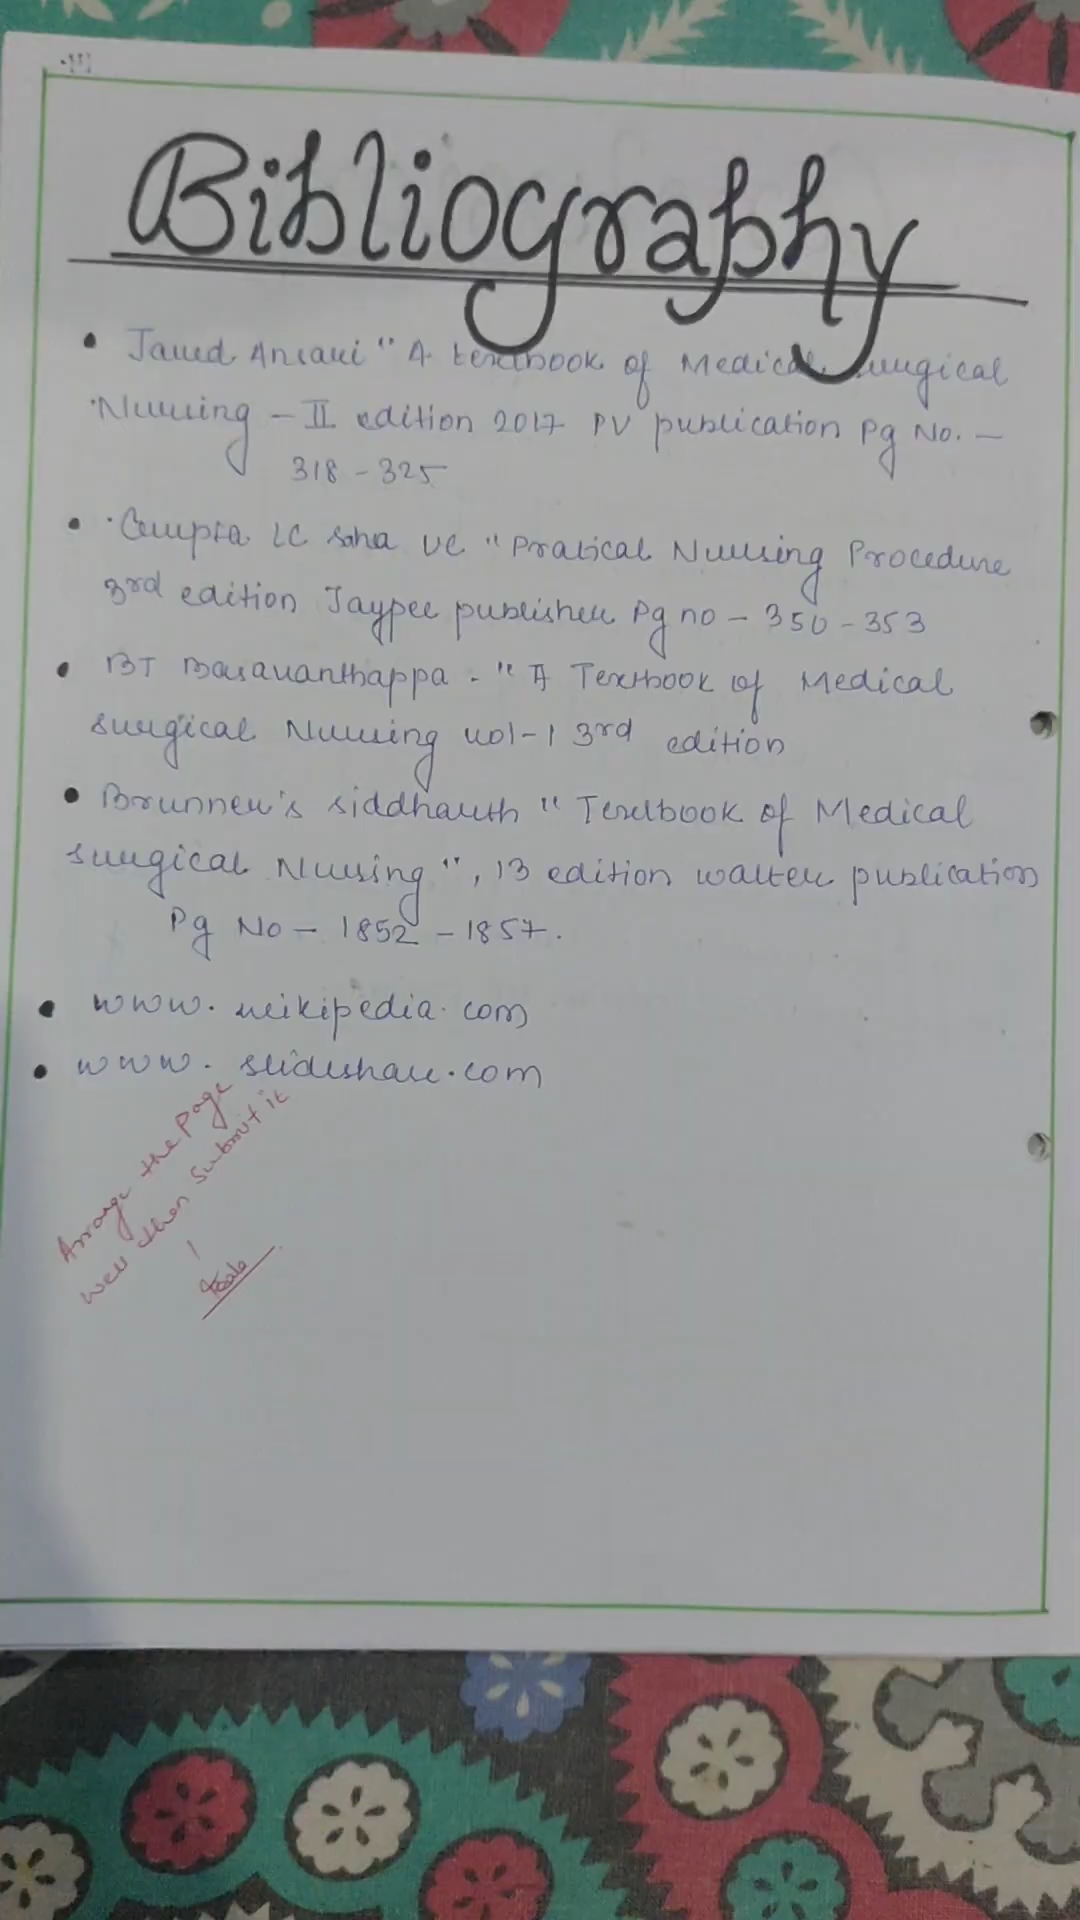 Bibliography
• Javed Ansari "A textbook of Medical surgical
Nursing - II edition 2017 PV publication Pg No. -
318 - 325
• Gupta LC Saha VC "Pratical Nursing Procedure
3rd edition Jaypee publisher Pg no - 350 - 353
• BT Basavanthappa - "A Textbook of Medical
surgical Nursing vol-1 3rd edition
• Brunner's siddharth "Textbook of Medical
surgical Nursing", 13 edition walter publication
Pg No - 1852 - 1857.
• www.wikipedia.com
• www.slideshare.com
Arrange the page
well then submit it